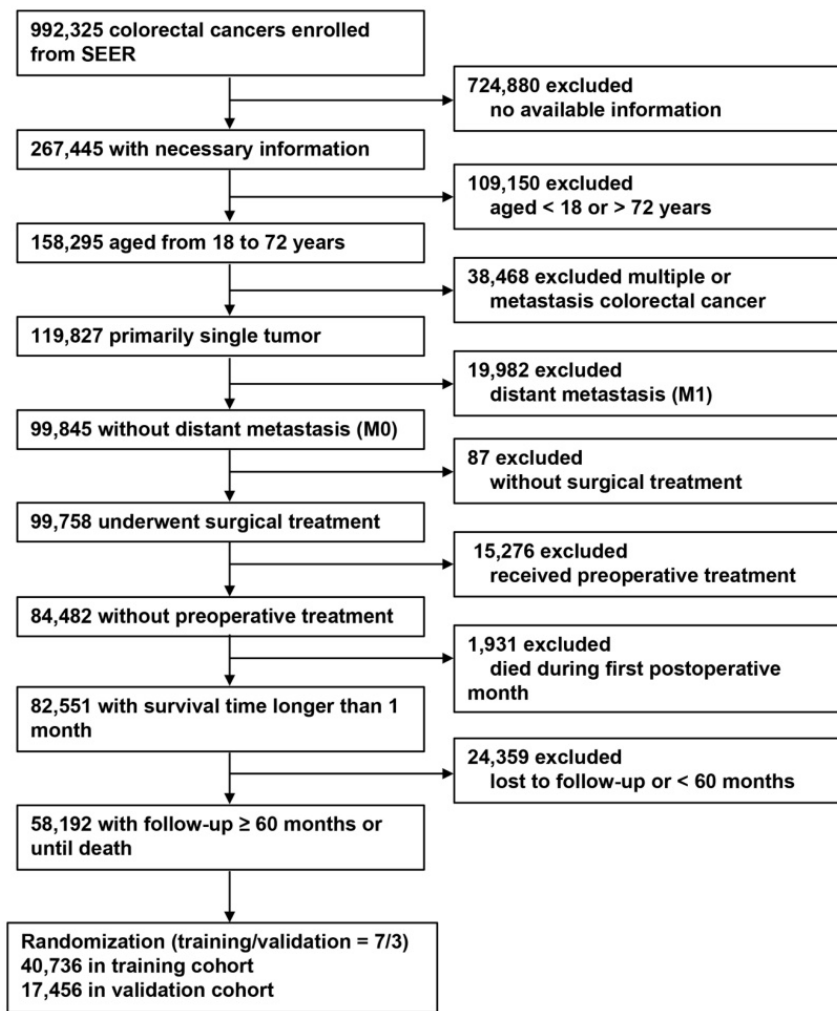 992,325 colorectal cancers enrolled
from SEER
724,880 excluded
no available information
267,445 with necessary information
109,150 excluded
aged < 18 or > 72 years
158,295 aged from 18 to 72 years
38,468 excluded multiple or
metastasis colorectal cancer
119,827 primarily single tumor
19,982 excluded
distant metastasis (M1)
99,845 without distant metastasis (M0)
87 excluded
without surgical treatment
99,758 underwent surgical treatment
15,276 excluded
received preoperative treatment
84,482 without preoperative treatment
1,931 excluded
died during first postoperative
month
82,551 with survival time longer than 1
month
24,359 excluded
lost to follow-up or < 60 months
58,192 with follow-up ≥ 60 months or
until death
Randomization (training/validation = 7/3)
40,736 in training cohort
17,456 in validation cohort